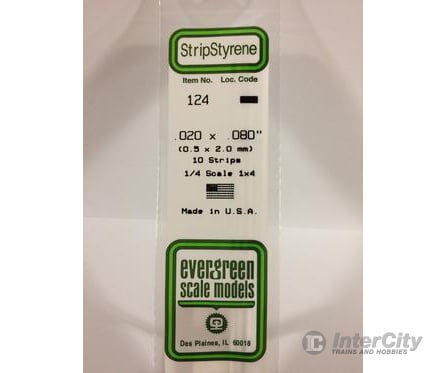 StripStyrene
Item No. Loc. Code
124
.020 x .080"
(0.5 x 2.0 mm)
10 Strips
1/4 Scale 1x4
Made in U.S.A.
evergreen
scale models
Des Plaines, IL 60018
IC InterCity
TRAINS AND HOBBIES